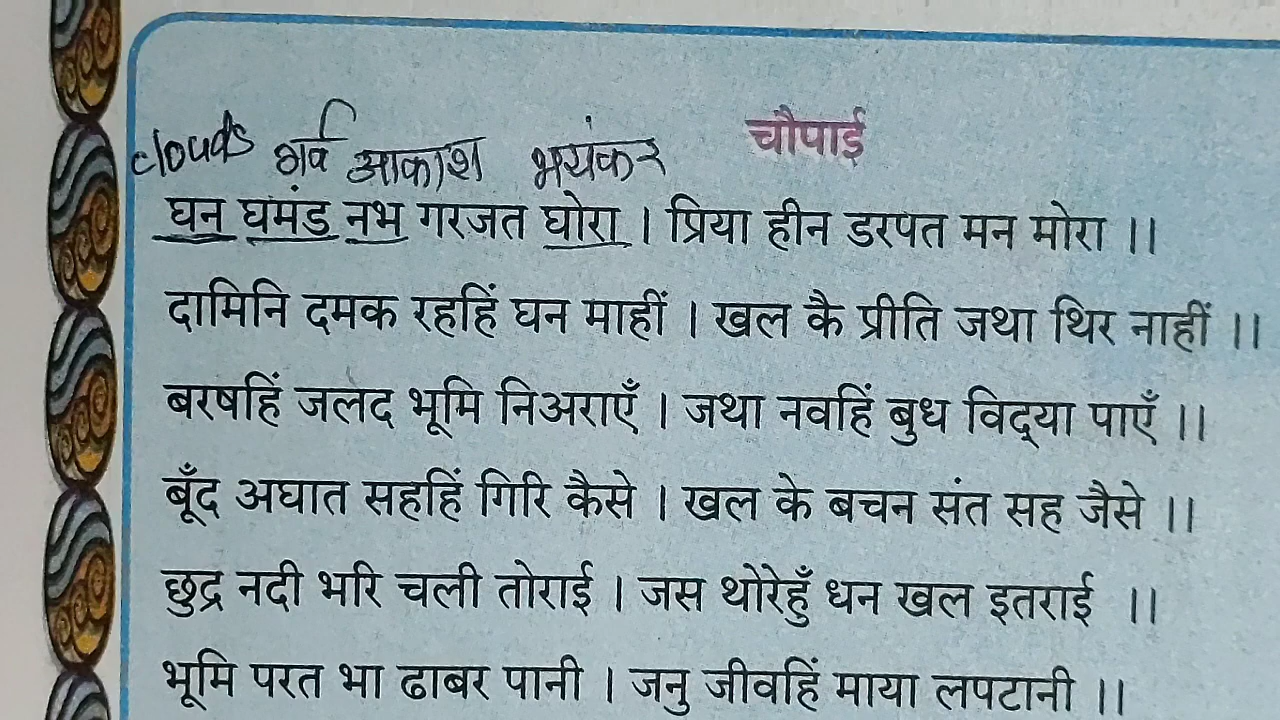 चौपाई
clouds गर्व आकाश भयंकर
घन घमंड नभ गरजत घोरा । प्रिया हीन डरपत मन मोरा ।।
दामिनि दमक रहहिं घन माहीं । खल कै प्रीति जथा थिर नाहीं ।।
बरषहिं जलद भूमि निअराएँ । जथा नवहिं बुध विद्‌या पाएँ ।।
बूँद अघात सहहिं गिरि कैसे । खल के बचन संत सह जैसे ।।
छुद्र नदी भरि चली तोराई । जस थोरेहुँ धन खल इतराई ।।
भूमि परत भा ढाबर पानी । जनु जीवहिं माया लपटानी ।।